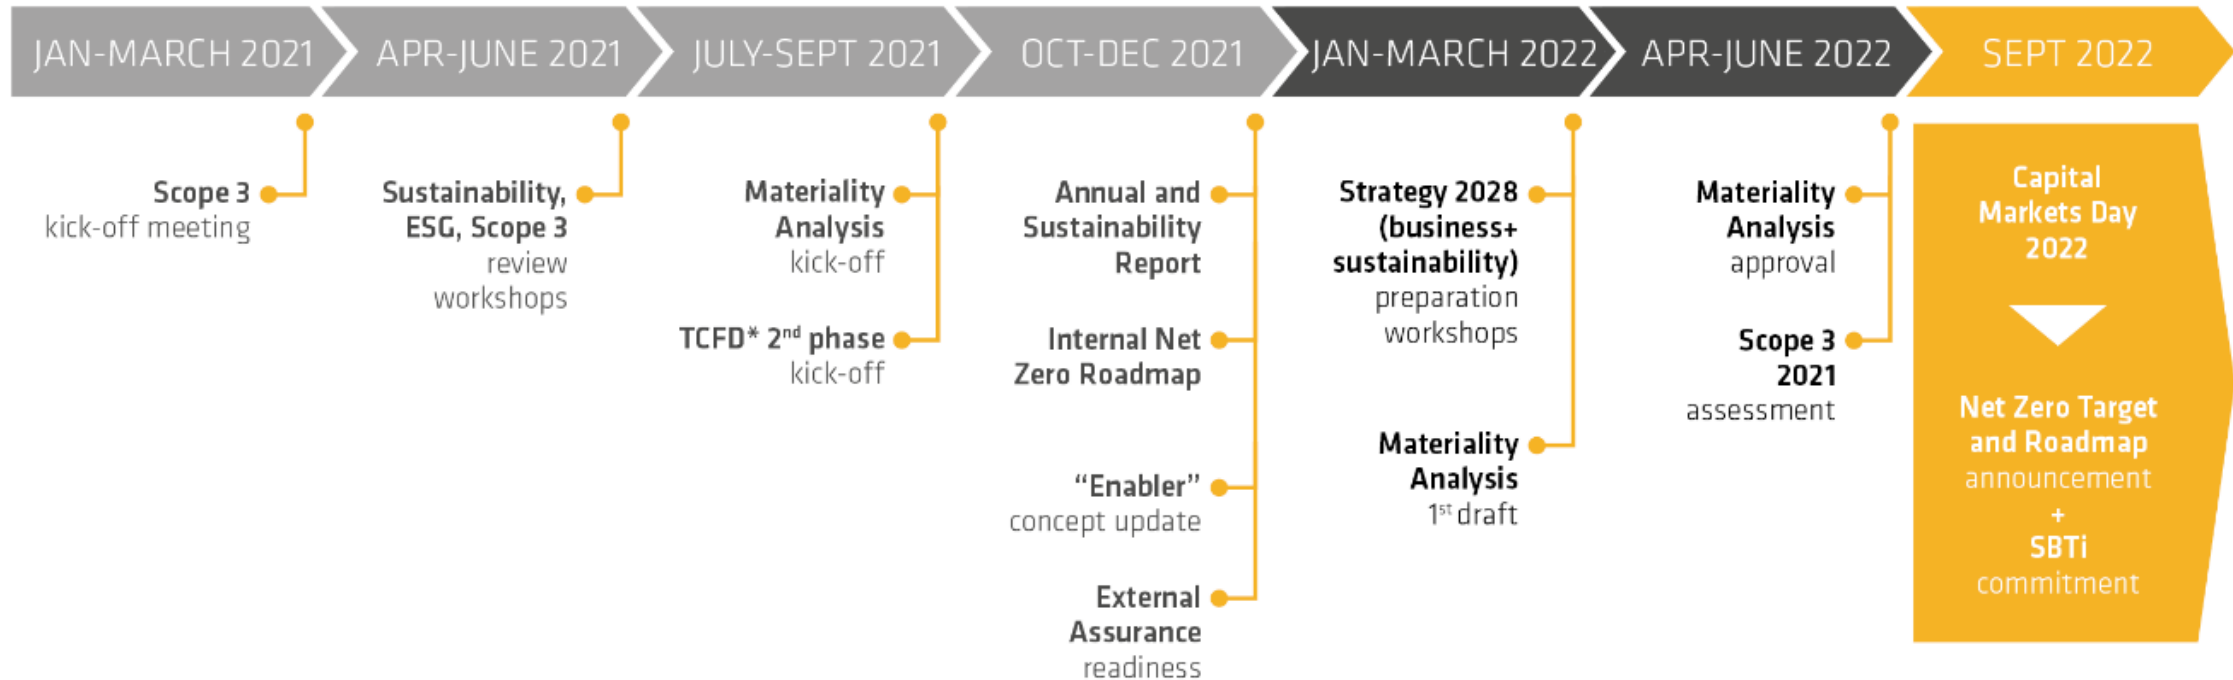 JAN-MARCH 2021
APR-JUNE 2021
JULY-SEPT 2021
OCT-DEC 2021
JAN-MARCH 2022
APR-JUNE 2022
SEPT 2022
Scope 3
kick-off meeting
Sustainability,
ESG, Scope 3
review
workshops
Materiality
Analysis
kick-off
TCFD* 2nd phase
kick-off
Annual and
Sustainability
Report
Internal Net
Zero Roadmap
“Enabler”
concept update
External
Assurance
readiness
Strategy 2028
(business+
sustainability)
preparation
workshops
Materiality
Analysis
1st draft
Materiality
Analysis
approval
Scope 3
2021
assessment
Capital
Markets Day
2022
Net Zero Target
and Roadmap
announcement
+
SBTi
commitment